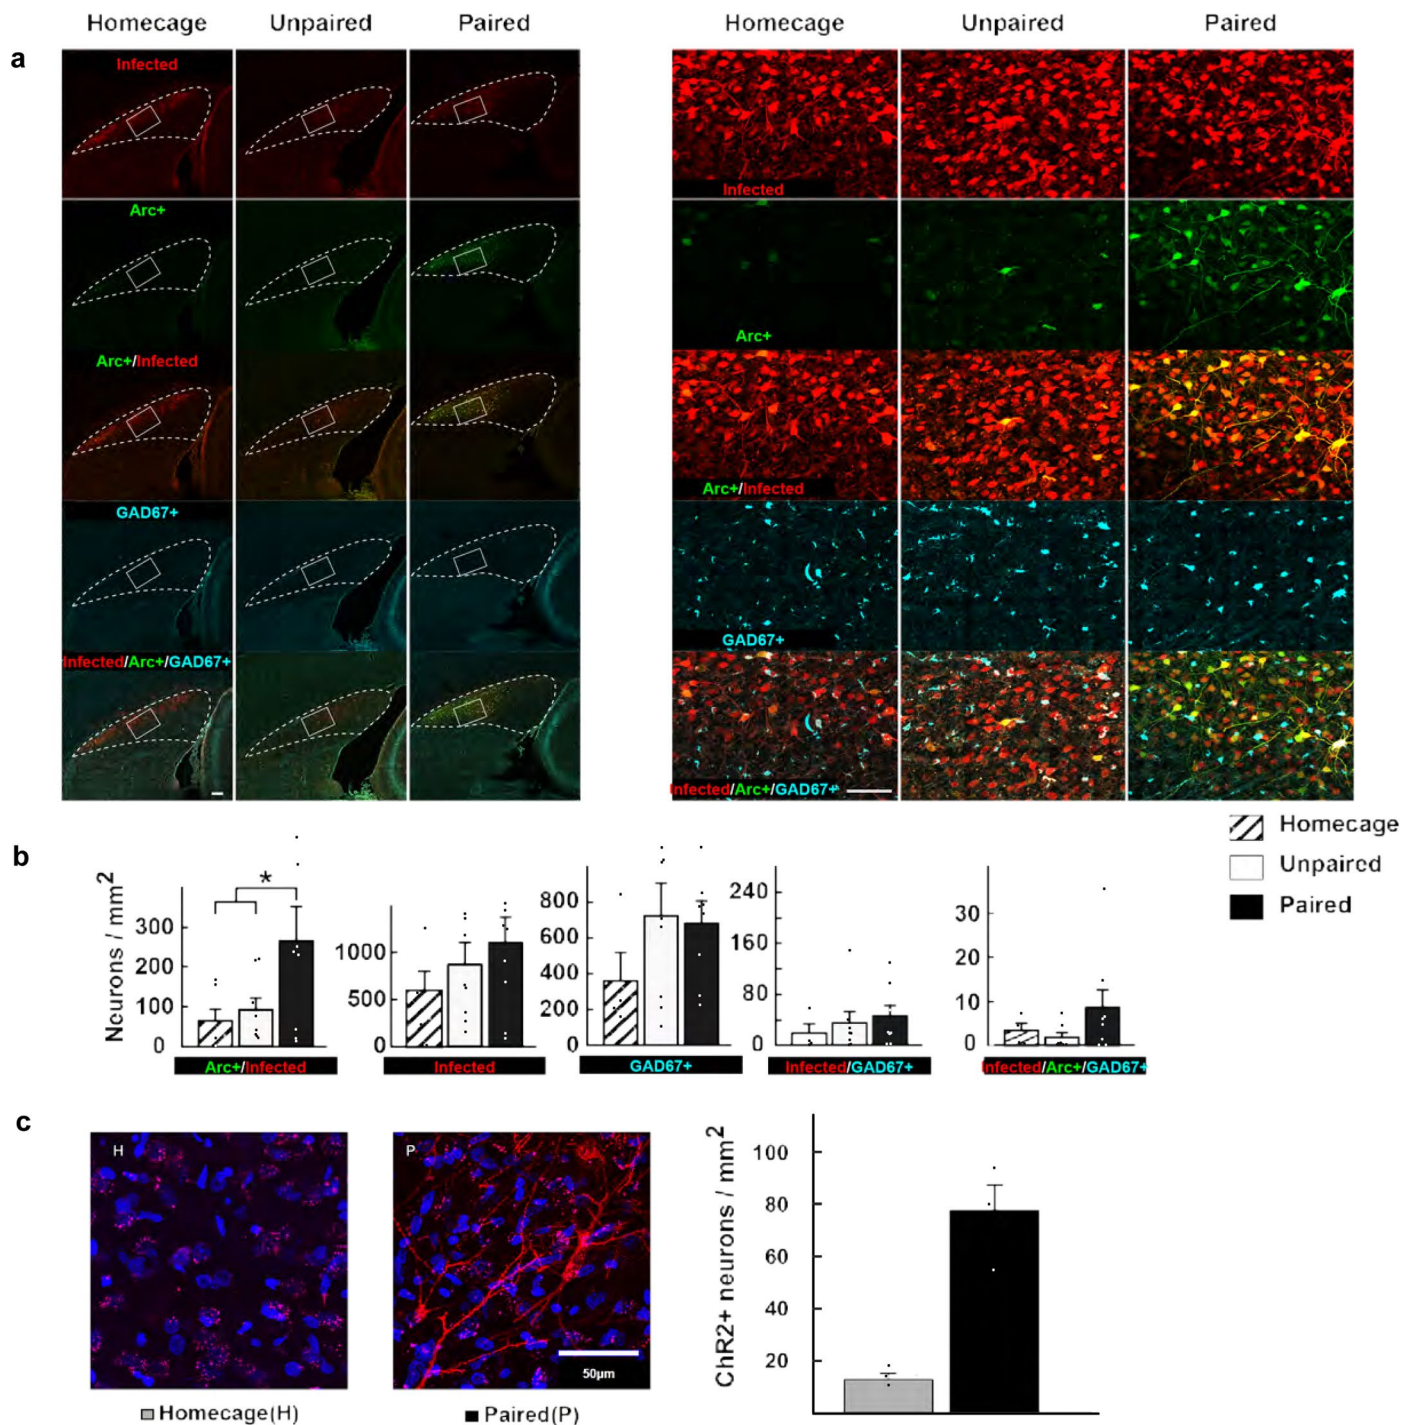 Homecage Unpaired Paired Homecage Unpaired Paired
a
Infected
Arc+
Arc+/Infected
GAD67+
Infected/Arc+/GAD67+
Infected
Arc+
Arc+/Infected
GAD67+
Infected/Arc+/GAD67+
Homecage
Unpaired
Paired
b
Neurons / mm2
300
200
100
0
Arc+/Infected
*
1000
500
0
Infected
800
600
400
200
0
GAD67+
240
160
80
0
Infected/GAD67+
30
20
10
0
Infected/Arc+/GAD67+
c
H
P
50µm
Homecage(H)
Paired(P)
ChR2+ neurons / mm2
100
80
60
40
20